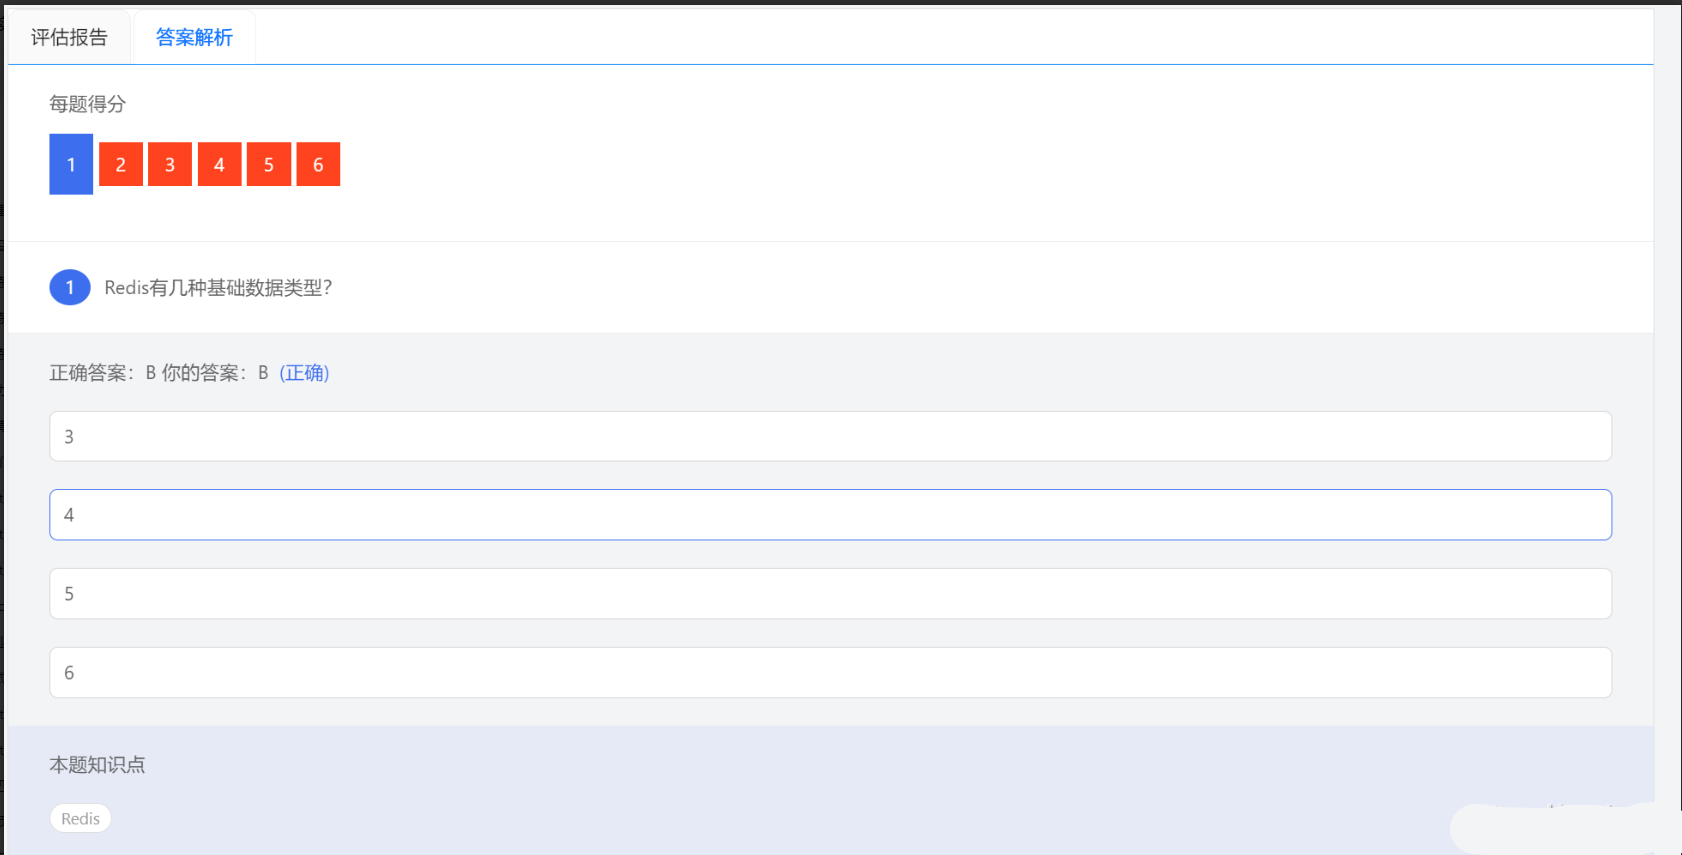 评估报告 答案解析
每题得分
1 2 3 4 5 6
1 Redis有几种基础数据类型?
正确答案：B 你的答案：B (正确)
3
4
5
6
本题知识点
Redis